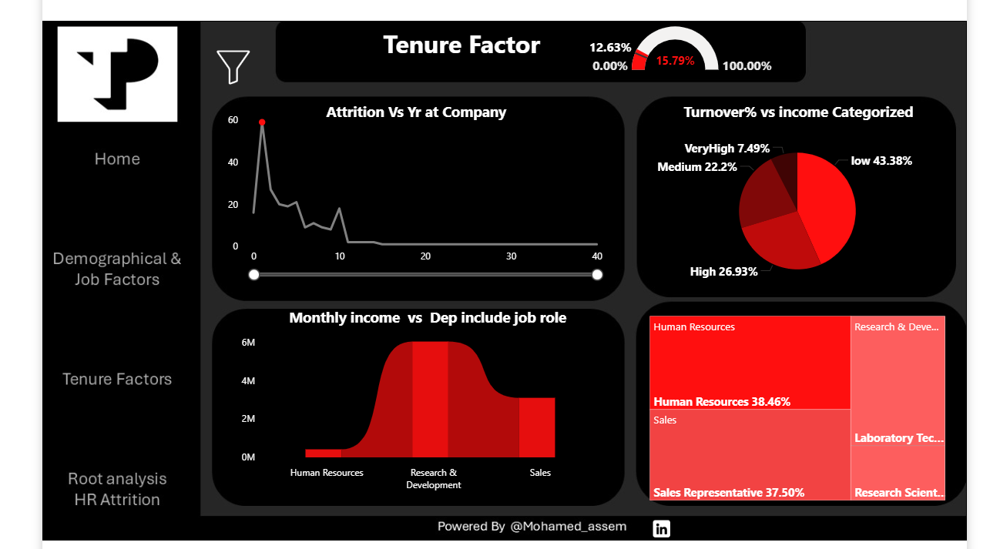 Tenure Factor
12.63%
0.00%
15.79%
100.00%
Home
Demographical &
Job Factors
Tenure Factors
Root analysis
HR Attrition
Attrition Vs Yr at Company
60
40
20
0
0
10
20
30
40
Turnover% vs income Categorized
VeryHigh 7.49%
Medium 22.2%
low 43.38%
High 26.93%
Monthly income vs Dep include job role
6M
4M
2M
0M
Human Resources
Research &
Development
Sales
Human Resources
Human Resources 38.46%
Sales
Sales Representative 37.50%
Research & Deve...
Laboratory Tec...
Research Scient...
Powered By @Mohamed_assem
in